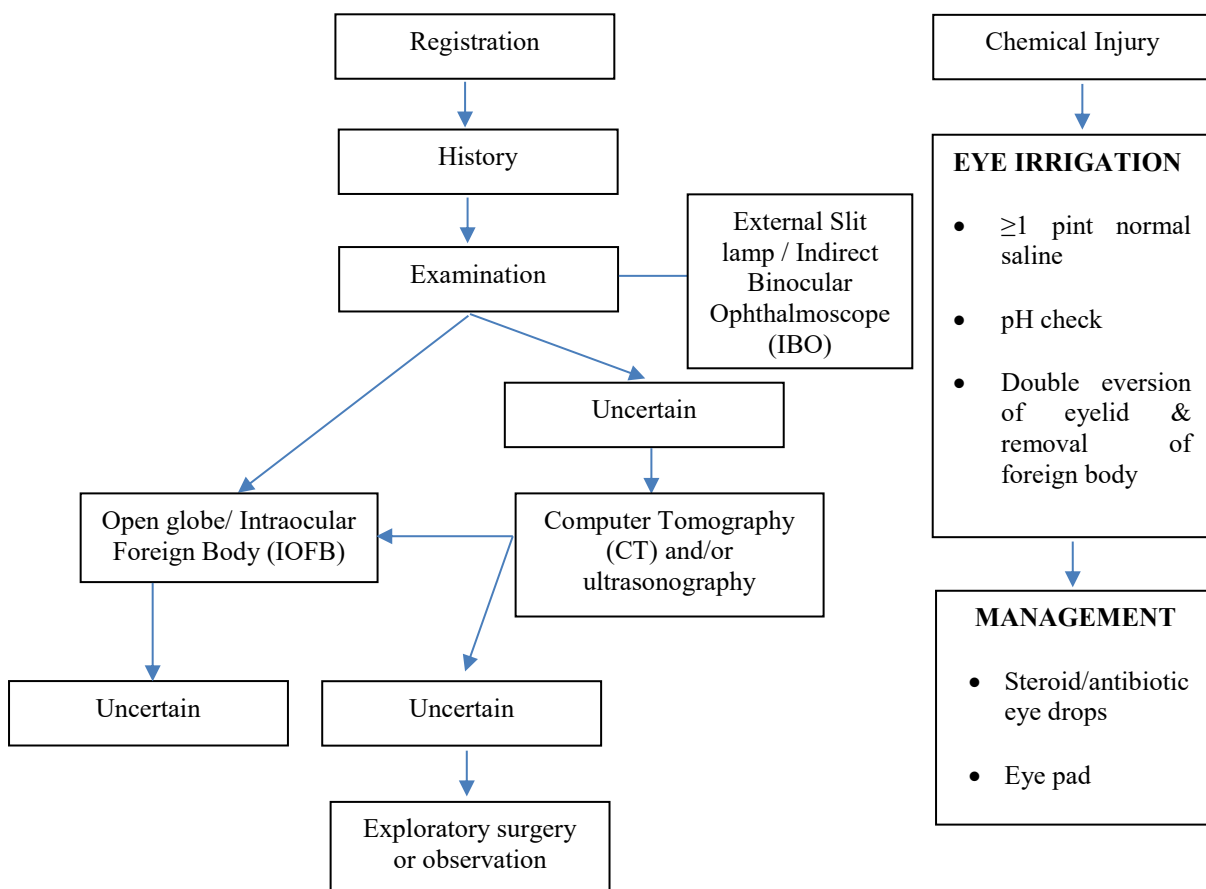 Registration
History
Examination
External Slit
lamp / Indirect
Binocular
Ophthalmoscope
(IBO)
Uncertain
Open globe/ Intraocular
Foreign Body (IOFB)
Computer Tomography
(CT) and/or
ultrasonography
Uncertain
Uncertain
Exploratory surgery
or observation
Chemical Injury
EYE IRRIGATION
• ≥1 pint normal
saline
• pH check
• Double eversion
of eyelid &
removal of
foreign body
MANAGEMENT
• Steroid/antibiotic
eye drops
• Eye pad